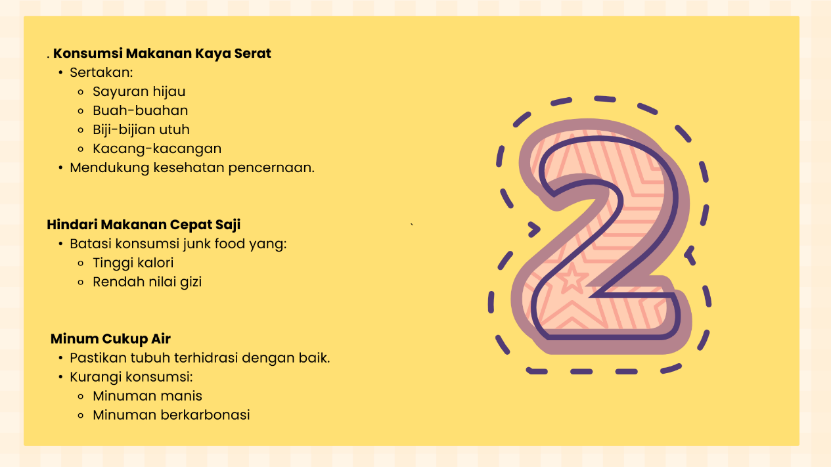 . Konsumsi Makanan Kaya Serat
• Sertakan:
◦ Sayuran hijau
◦ Buah-buahan
◦ Biji-bijian utuh
◦ Kacang-kacangan
• Mendukung kesehatan pencernaan.
Hindari Makanan Cepat Saji
• Batasi konsumsi junk food yang:
◦ Tinggi kalori
◦ Rendah nilai gizi
Minum Cukup Air
• Pastikan tubuh terhidrasi dengan baik.
• Kurangi konsumsi:
◦ Minuman manis
◦ Minuman berkarbonasi
`
2